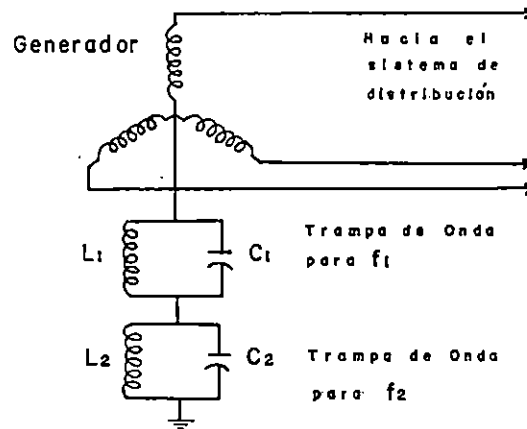 Generador
Hacia el
sistema de
distribución
L1
C1
Trampa de Onda
para f1
L2
C2
Trampa de Onda
para f2